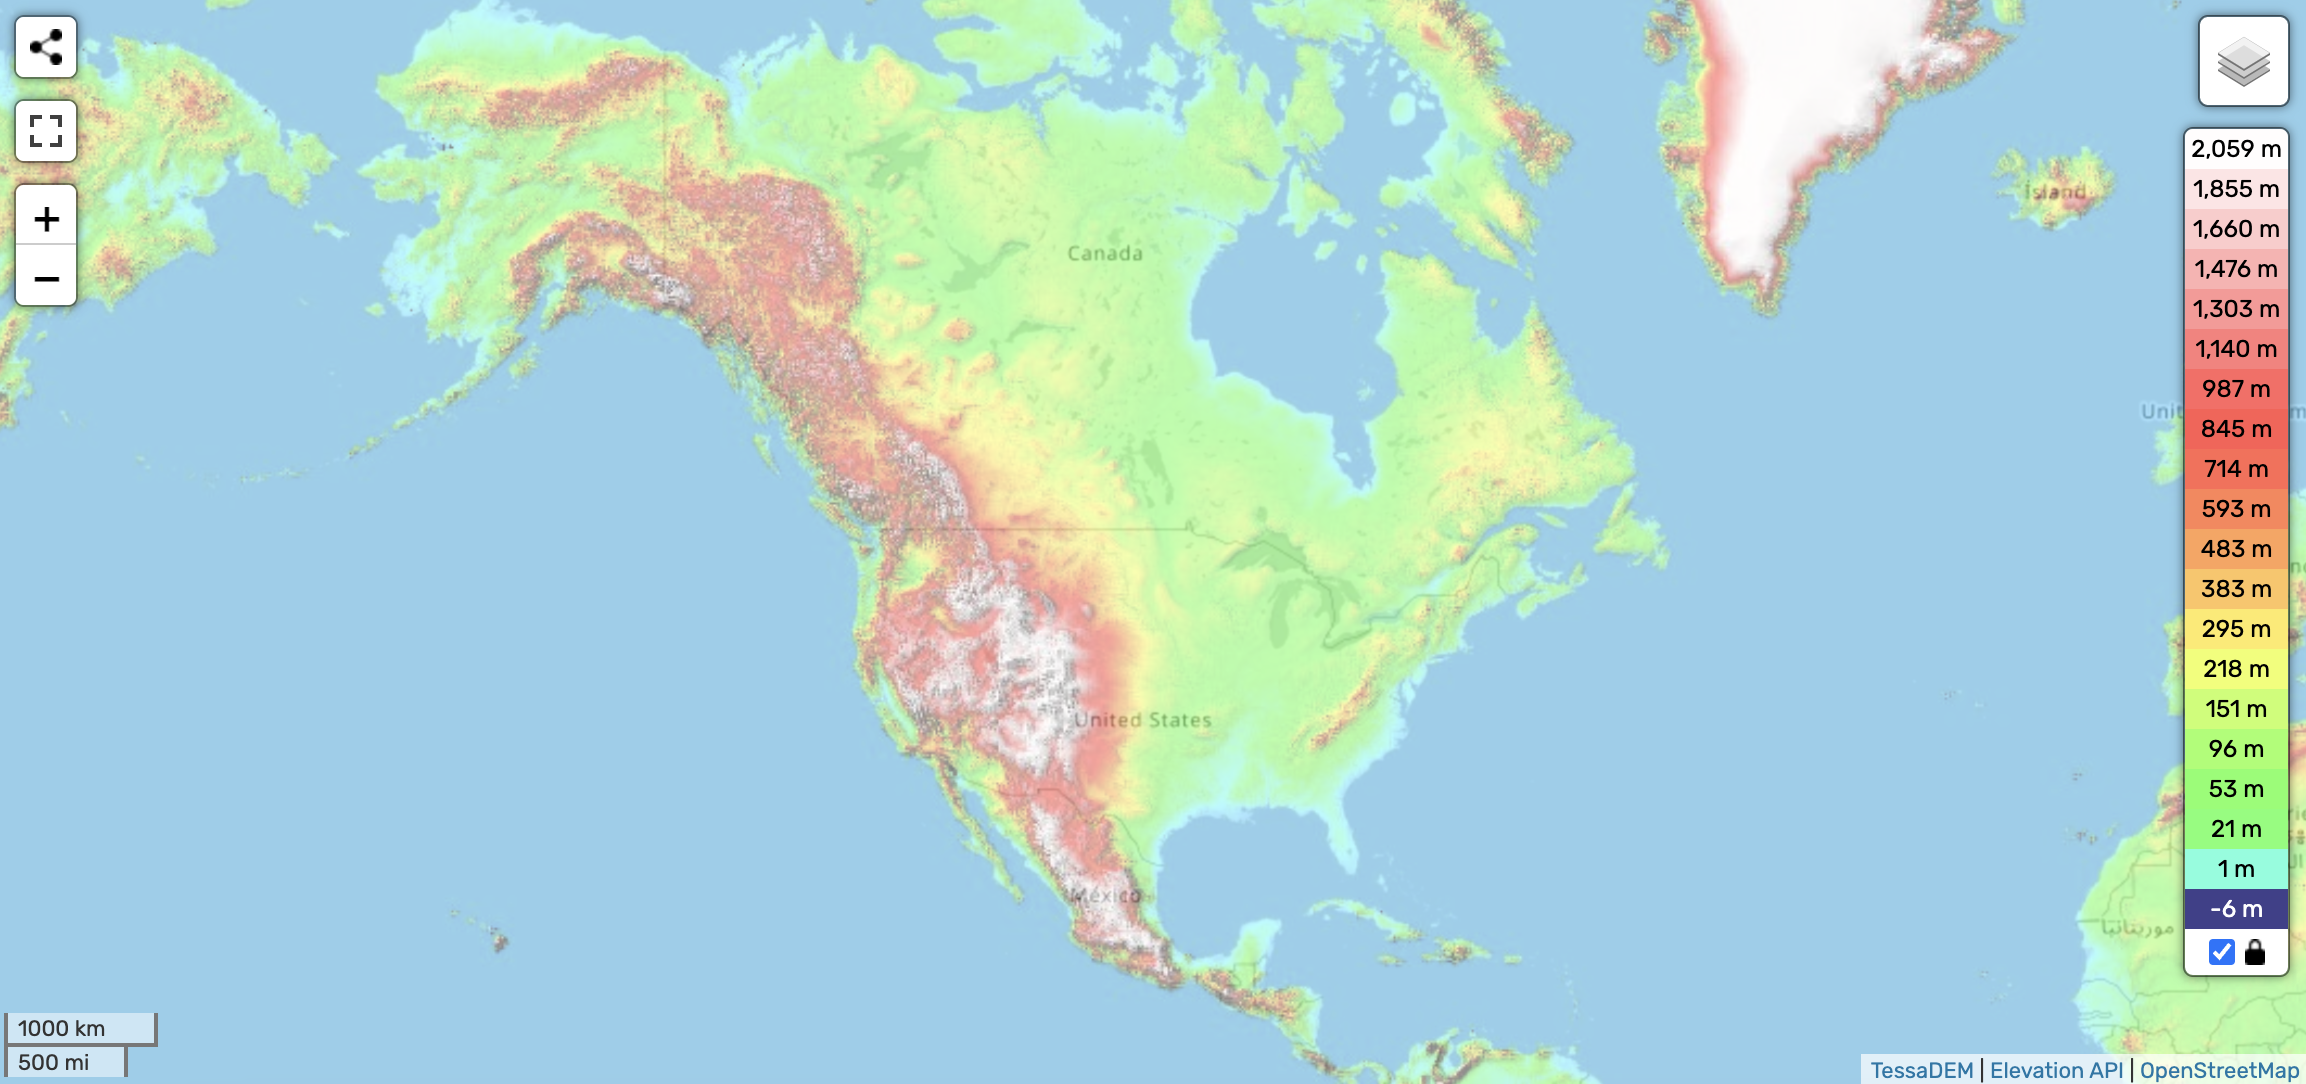 +
−
Canada
Ísland
United States
México
موريتانيا
2,059 m
1,855 m
1,660 m
1,476 m
1,303 m
1,140 m
987 m
845 m
714 m
593 m
483 m
383 m
295 m
218 m
151 m
96 m
53 m
21 m
1 m
-6 m
1000 km
500 mi
TessaDEM | Elevation API | OpenStreetMap